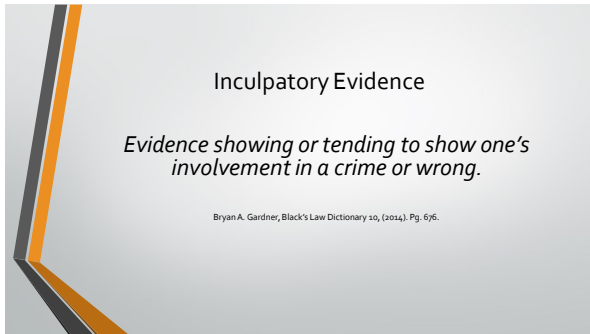 Inculpatory Evidence
Evidence showing or tending to show one’s
involvement in a crime or wrong.
Bryan A. Gardner, Black’s Law Dictionary 10, (2014). Pg. 676.